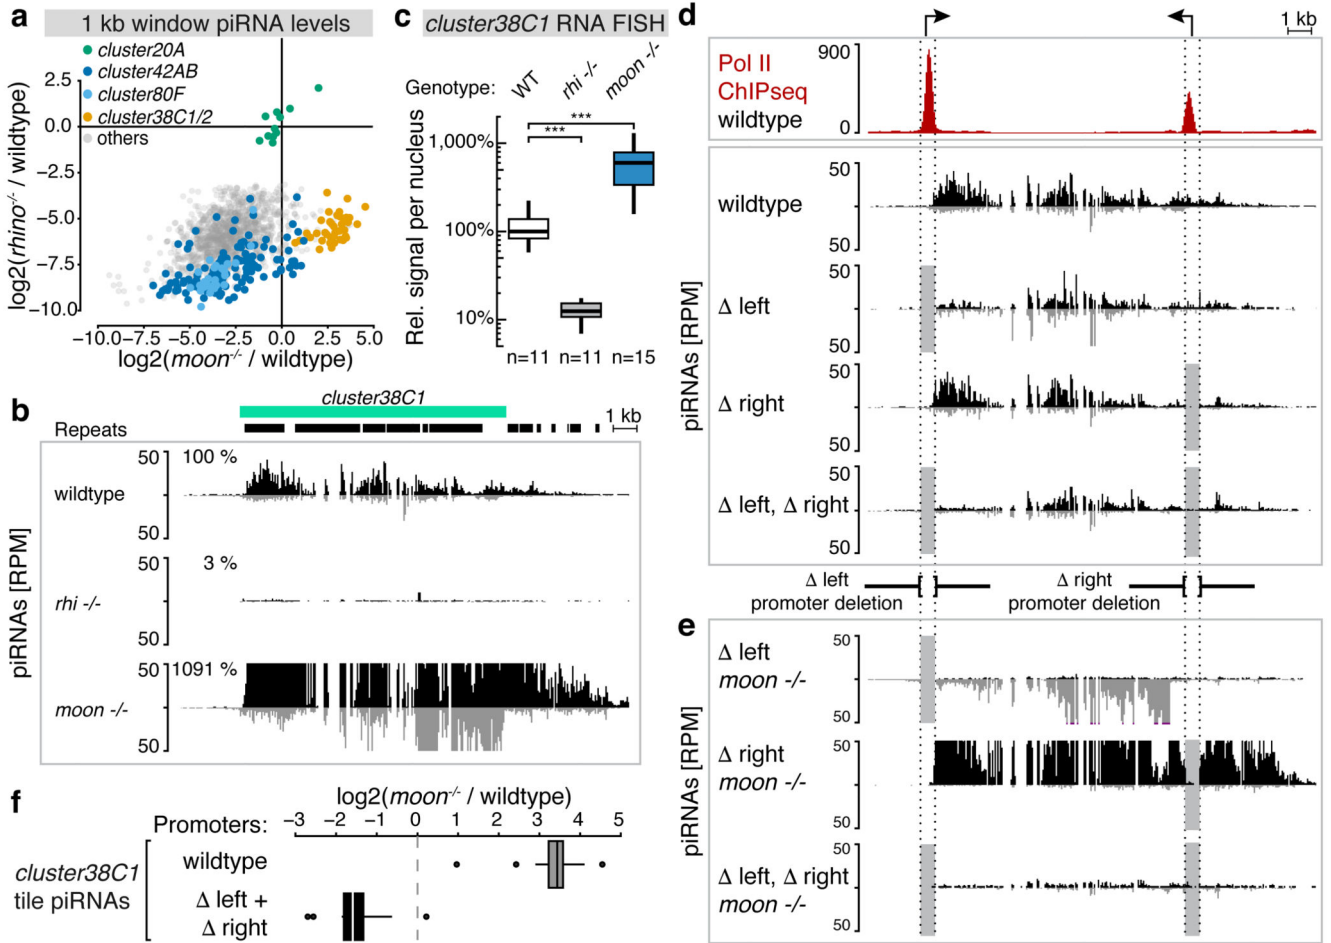 a
1 kb window piRNA levels
cluster20A
cluster42AB
cluster80F
cluster38C1/2
others
log2(rhino-/- / wildtype)
2.5
0.0
−2.5
−5.0
−7.5
−10.0
−10.0 −7.5 −5.0 −2.5 0.0 2.5 5.0
log2(moon-/- / wildtype)
c
cluster38C1 RNA FISH
Genotype: WT rhi -/- moon -/-
Rel. signal per nucleus
1,000%
100%
10%
***
***
n=11 n=11 n=15
b
cluster38C1
Repeats
1 kb
piRNAs [RPM]
wildtype
50
100 %
50
rhi -/-
50
3 %
50
moon -/-
50
1091 %
50
f
log2(moon-/- / wildtype)
Promoters: −3 −2 −1 0 1 2 3 4 5
cluster38C1
tile piRNAs
wildtype
Δ left +
Δ right
d
1 kb
Pol II
ChIPseq
wildtype
900
0
piRNAs [RPM]
wildtype
50
50
Δ left
50
50
Δ right
50
50
Δ left, Δ right
50
50
Δ left
promoter deletion
Δ right
promoter deletion
e
piRNAs [RPM]
Δ left
moon -/-
50
50
Δ right
moon -/-
50
50
Δ left, Δ right
moon -/-
50
50